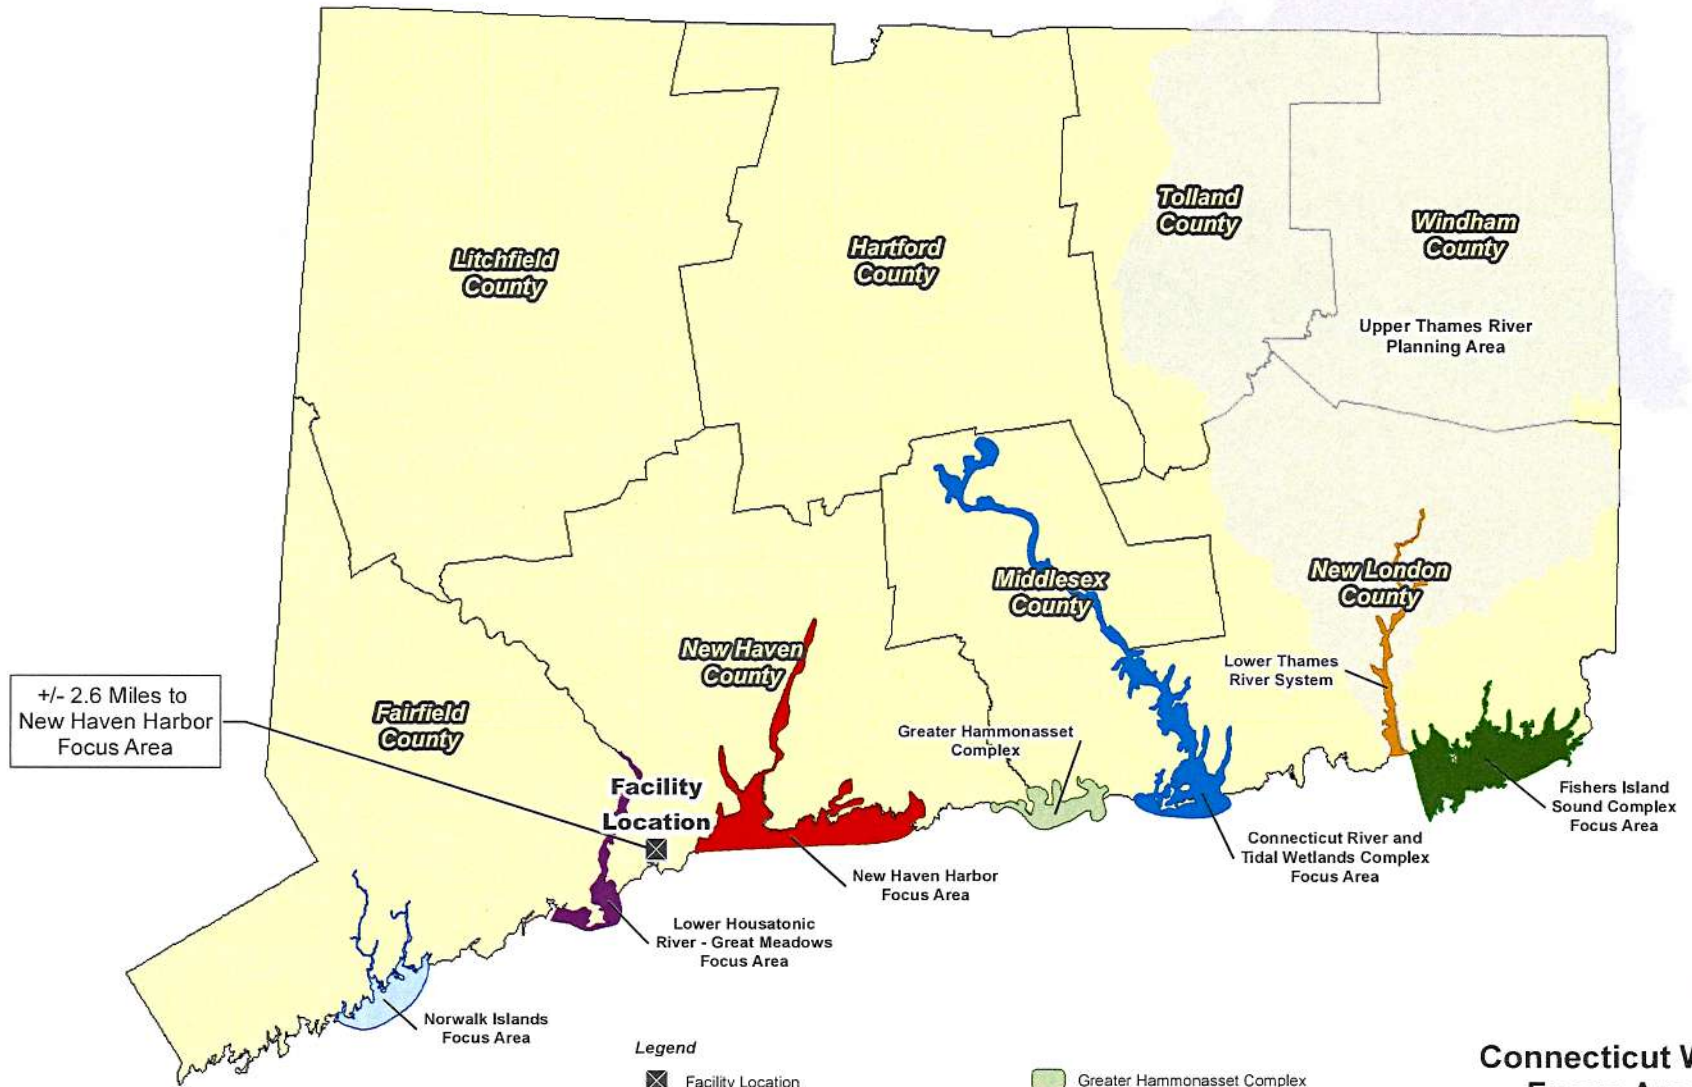 Litchfield
County
Hartford
County
Tolland
County
Windham
County
Upper Thames River
Planning Area
Middlesex
County
New London
County
New Haven
County
Lower Thames
River System
+/- 2.6 Miles to
New Haven Harbor
Focus Area
Fairfield
County
Greater Hammonasset
Complex
Facility
Location
Fishers Island
Sound Complex
Focus Area
Connecticut River and
Tidal Wetlands Complex
Focus Area
New Haven Harbor
Focus Area
Lower Housatonic
River - Great Meadows
Focus Area
Norwalk Islands
Focus Area
Legend
Facility Location
Greater Hammonasset Complex
Connecticut